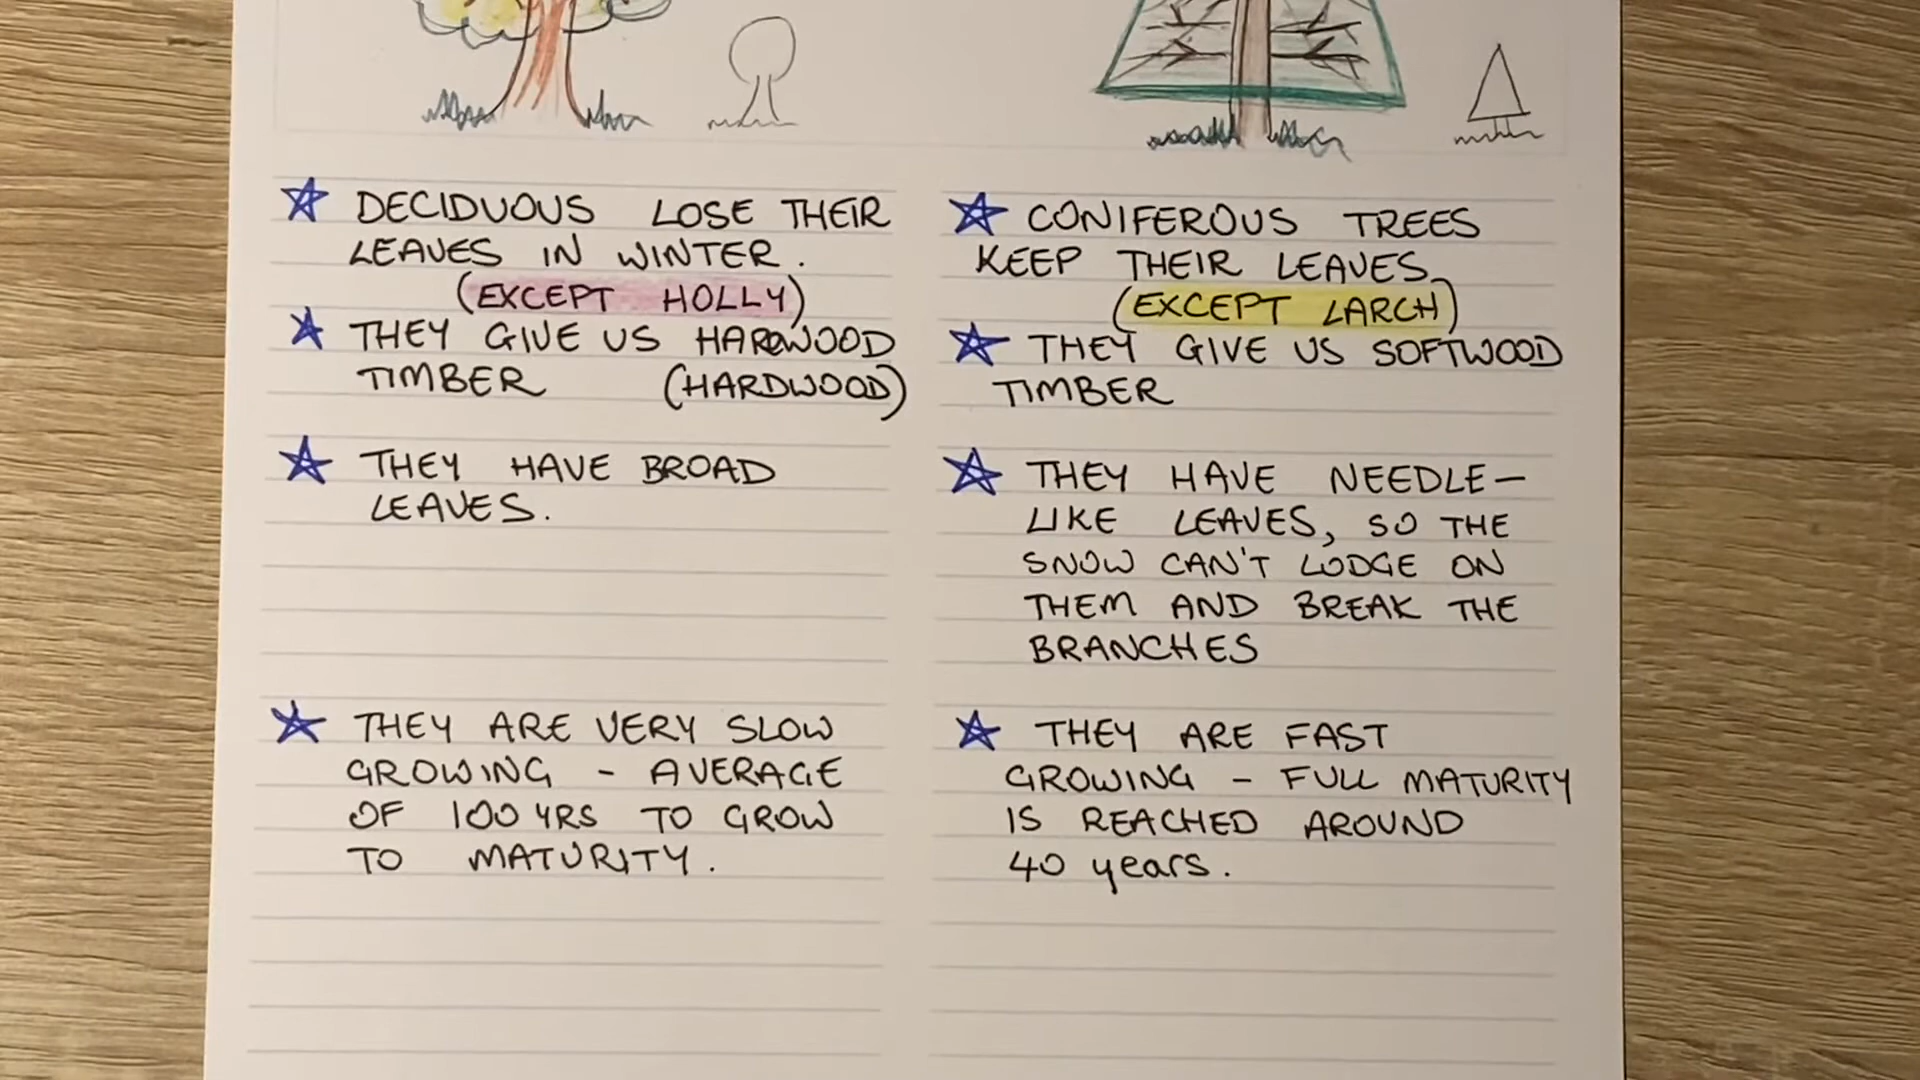 DECIDUOUS LOSE THEIR
LEAVES IN WINTER.
(EXCEPT HOLLY)
THEY GIVE US HARDWOOD
TIMBER (HARDWOOD)
THEY HAVE BROAD
LEAVES.
THEY ARE VERY SLOW
GROWING - AVERAGE
OF 100 YRS TO GROW
TO MATURITY.
CONIFEROUS TREES
KEEP THEIR LEAVES
(EXCEPT LARCH)
THEY GIVE US SOFTWOOD
TIMBER
THEY HAVE NEEDLE-
LIKE LEAVES, SO THE
SNOW CAN'T LODGE ON
THEM AND BREAK THE
BRANCHES
THEY ARE FAST
GROWING - FULL MATURITY
IS REACHED AROUND
40 years.